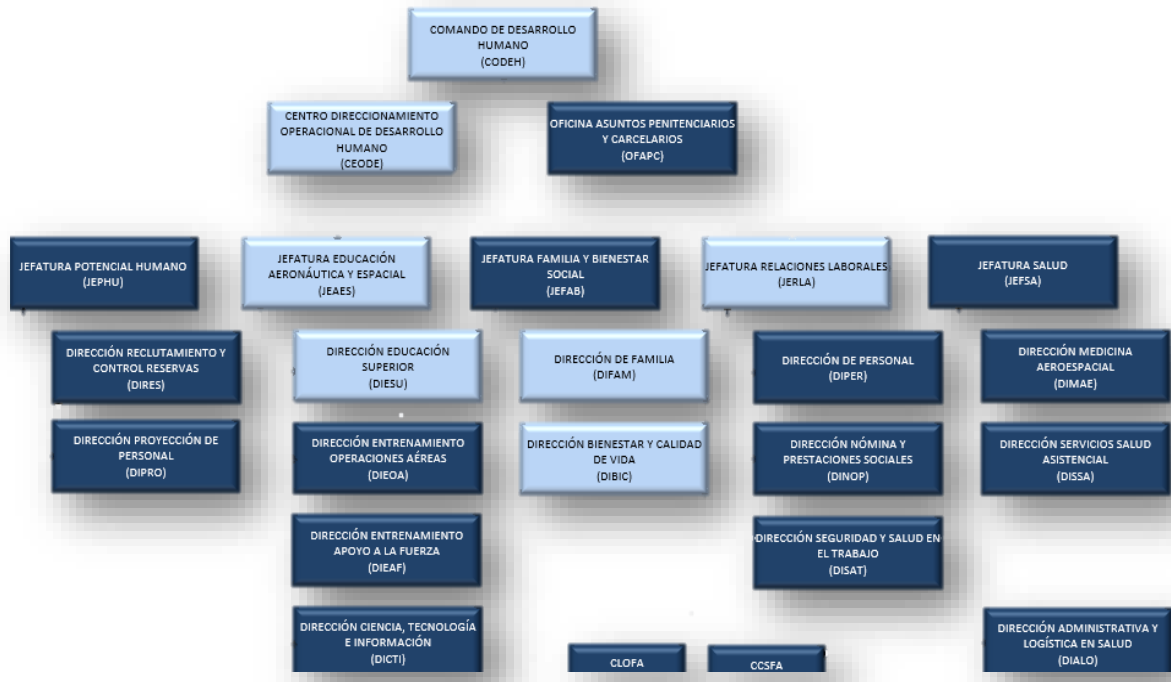 COMANDO DE DESARROLLO
HUMANO
(CODEH)
CENTRO DIRECCIONAMIENTO
OPERACIONAL DE DESARROLLO
HUMANO
(CEODE)
OFICINA ASUNTOS PENITENCIARIOS
Y CARCELARIOS
(OFAPC)
JEFATURA POTENCIAL HUMANO
(JEPHU)
JEFATURA EDUCACIÓN
AERONÁUTICA Y ESPACIAL
(JEAES)
JEFATURA FAMILIA Y BIENESTAR
SOCIAL
(JEFAB)
JEFATURA RELACIONES LABORALES
(JERLA)
JEFATURA SALUD
(JEFSA)
DIRECCIÓN RECLUTAMIENTO Y
CONTROL RESERVAS
(DIRES)
DIRECCIÓN EDUCACIÓN
SUPERIOR
(DIESU)
DIRECCIÓN DE FAMILIA
(DIFAM)
DIRECCIÓN DE PERSONAL
(DIPER)
DIRECCIÓN MEDICINA
AEROESPACIAL
(DIMAE)
DIRECCIÓN PROYECCIÓN DE
PERSONAL
(DIPRO)
DIRECCIÓN ENTRENAMIENTO
OPERACIONES AÉREAS
(DIEOA)
DIRECCIÓN BIENESTAR Y CALIDAD
DE VIDA
(DIBIC)
DIRECCIÓN NÓMINA Y
PRESTACIONES SOCIALES
(DINOP)
DIRECCIÓN SERVICIOS SALUD
ASISTENCIAL
(DISSA)
DIRECCIÓN ENTRENAMIENTO
APOYO A LA FUERZA
(DIEAF)
DIRECCIÓN SEGURIDAD Y SALUD EN
EL TRABAJO
(DISAT)
DIRECCIÓN CIENCIA, TECNOLOGÍA
E INFORMACIÓN
(DICTI)
CLOFA
CCSFA
DIRECCIÓN ADMINISTRATIVA Y
LOGÍSTICA EN SALUD
(DIALO)